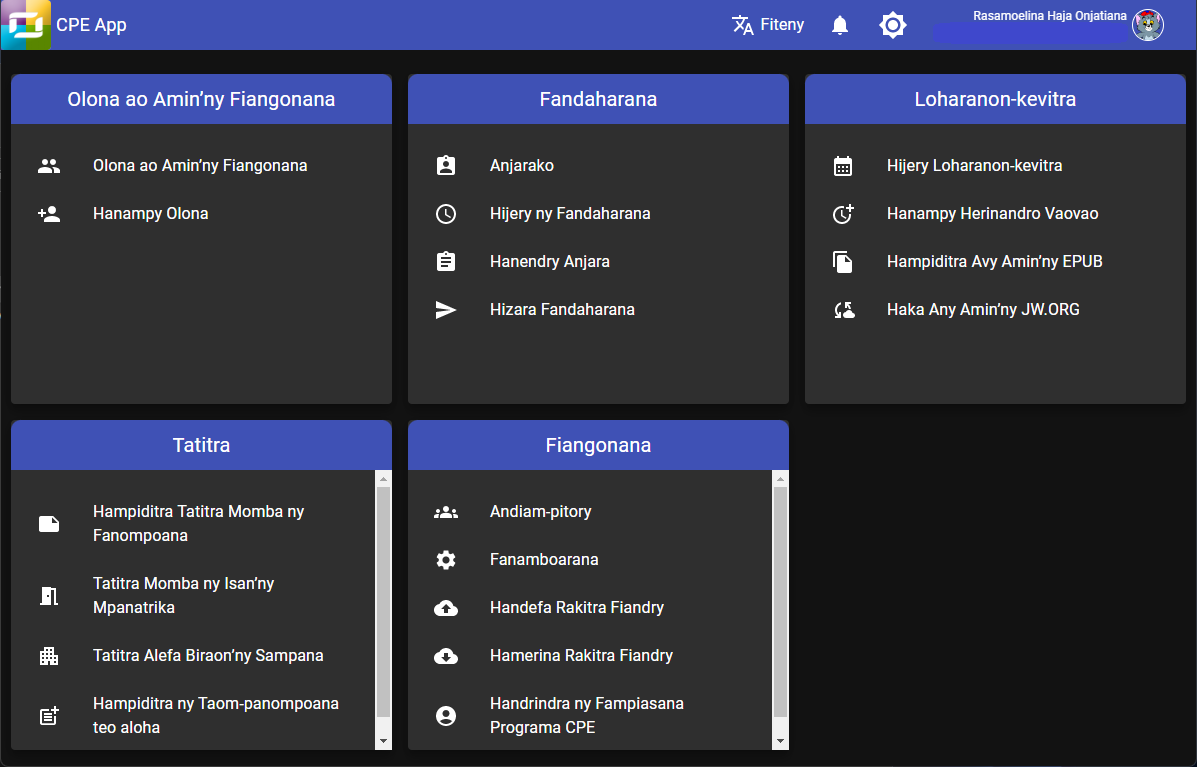 CPE App
Fiteny
Rasamoelina Haja Onjatiana
Olona ao Amin’ny Fiangonana
Olona ao Amin’ny Fiangonana
Hanampy Olona
Fandaharana
Anjarako
Hijery ny Fandaharana
Hanendry Anjara
Hizara Fandaharana
Loharanon-kevitra
Hijery Loharanon-kevitra
Hanampy Herinandro Vaovao
Hampiditra Avy Amin’ny EPUB
Haka Any Amin’ny JW.ORG
Tatitra
Hampiditra Tatitra Momba ny
Fanompoana
Tatitra Momba ny Isan’ny
Mpanatrika
Tatitra Alefa Biraon’ny Sampana
Hampiditra ny Taom-panompoana
teo aloha
Fiangonana
Andiam-pitory
Fanamboarana
Handefa Rakitra Fiandry
Hamerina Rakitra Fiandry
Handrindra ny Fampiasana
Programa CPE